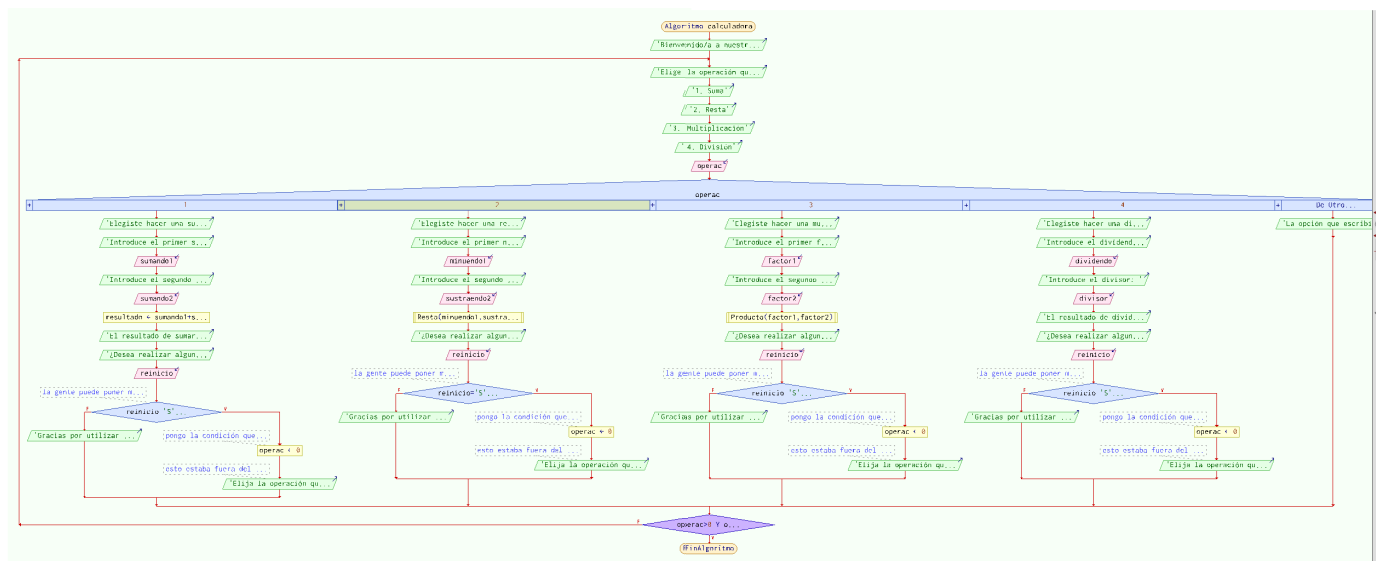 Algoritmo calculadora
'Bienvenido/a a nuestr...
'Elige la operación qu...
'1. Suma'
'2. Resta'
'3. Multiplicacion'
'4. Division'
operac
operac
+ 1 + 2 + 3 + 4 + De Otro...
'Elegiste hacer una su...
'Introduce el primer s...
sumando1
'Introduce el segundo ...
sumando2
resultado ← sumando1+s...
'El resultado de sumar...
'¿Desea realizar algun...
reinicio
la gente puede poner m...
reinicio='S'...
F
V
'Gracias por utilizar ...
pongo la condición que...
operac ← 0
esto estaba fuera del ...
'Elija la operación qu...
'Elegiste hacer una re...
'Introduce el primer n...
minuendo1
'Introduce el segundo ...
sustraendo2
Resta(minuendo1,sustra...
'¿Desea realizar algun...
reinicio
la gente puede poner m...
reinicio='S'...
F
V
'Gracias por utilizar ...
pongo la condición que...
operac ← 0
esto estaba fuera del ...
'Elija la operación qu...
'Elegiste hacer una mu...
'Introduce el primer f...
factor1
'Introduce el segundo ...
factor2
Producto(factor1,factor2)
'¿Desea realizar algun...
reinicio
la gente puede poner m...
reinicio='S'...
F
V
'Gracias por utilizar ...
pongo la condición que...
operac ← 0
esto estaba fuera del ...
'Elija la operación qu...
'Elegiste hacer una di...
'Introduce el dividend...
dividendo
'Introduce el divisor: '
divisor
'El resultado de divid...
'¿Desea realizar algun...
reinicio
la gente puede poner m...
reinicio='S'...
F
V
'Gracias por utilizar ...
pongo la condición que...
operac ← 0
esto estaba fuera del ...
'Elija la operación qu...
'La opción que escribi
operac>0 Y o...
F
V
FinAlgoritmo